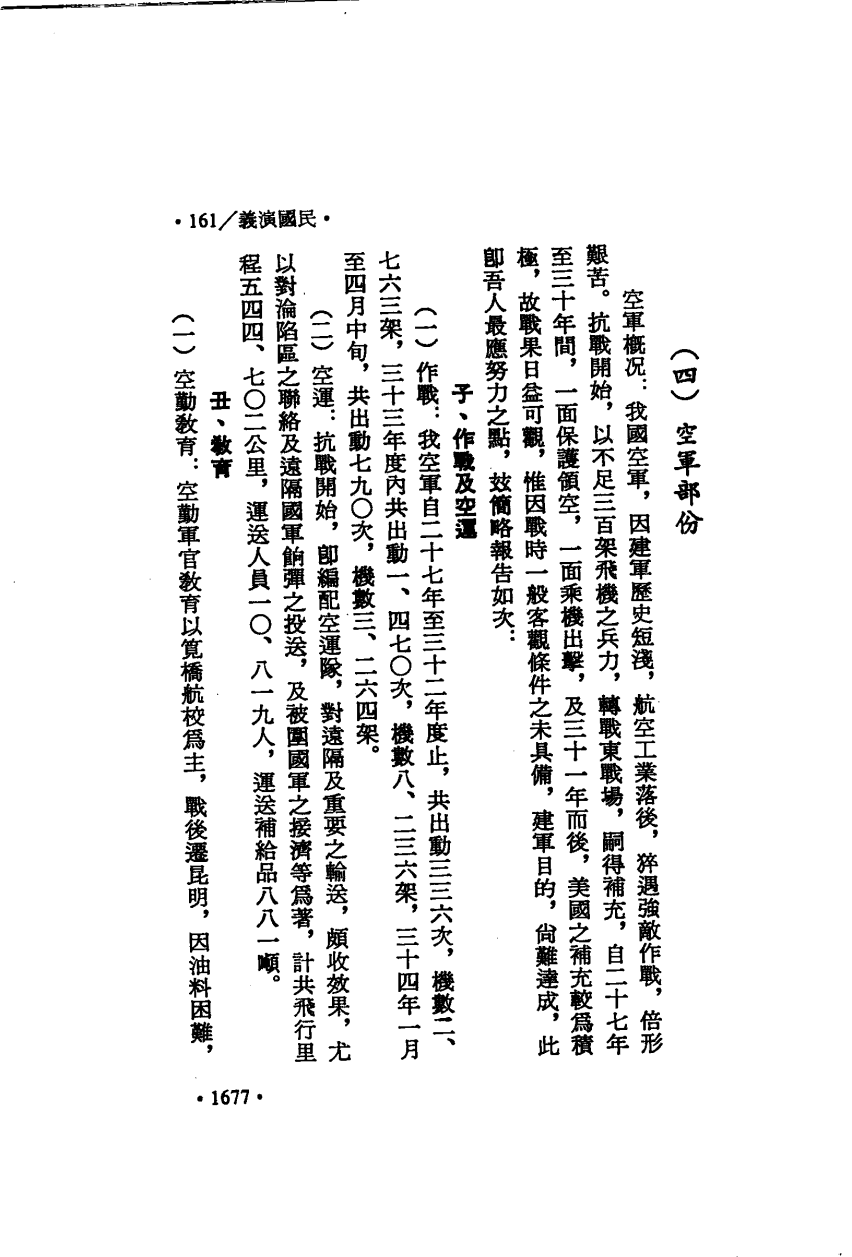 •161/義演國民•
（四）空軍部份
空軍概况：我國空軍，因建軍歷史短淺，航空工業落後，猝遇強敵作戰，倍形
艱苦。抗戰開始，以不足三百架飛機之兵力，轉戰東戰場，嗣得補充，自二十七年
至三十年間，一面保護領空，一面乘機出擊，及三十一年而後，美國之補充較爲積
極，故戰果日益可觀，惟因戰時一般客觀條件之未具備，建軍目的，尙難達成，此
卽吾人最應努力之點，玆簡略報告如次：
子、作戰及空運
（一）作戰：我空軍自二十七年至三十二年度止，共出動三三六次，機數二、
七六三架，三十三年度內共出動一、四七〇次，機數八、二三六架，三十四年一月
至四月中旬，共出動七九〇次，機數三、二六四架。
（二）空運：抗戰開始，卽編配空運隊，對遠隔及重要之輸送，頗收效果，尤
以對淪陷區之聯絡及遠隔國軍餉彈之投送，及被圍國軍之接濟等爲著，計共飛行里
程五四四、七〇二公里，運送人員一〇、八一九人，運送補給品八八一噸。
丑、敎育
（一）空勤敎育：空勤軍官敎育以筧橋航校爲主，戰後遷昆明，因油料困難，
•1677•